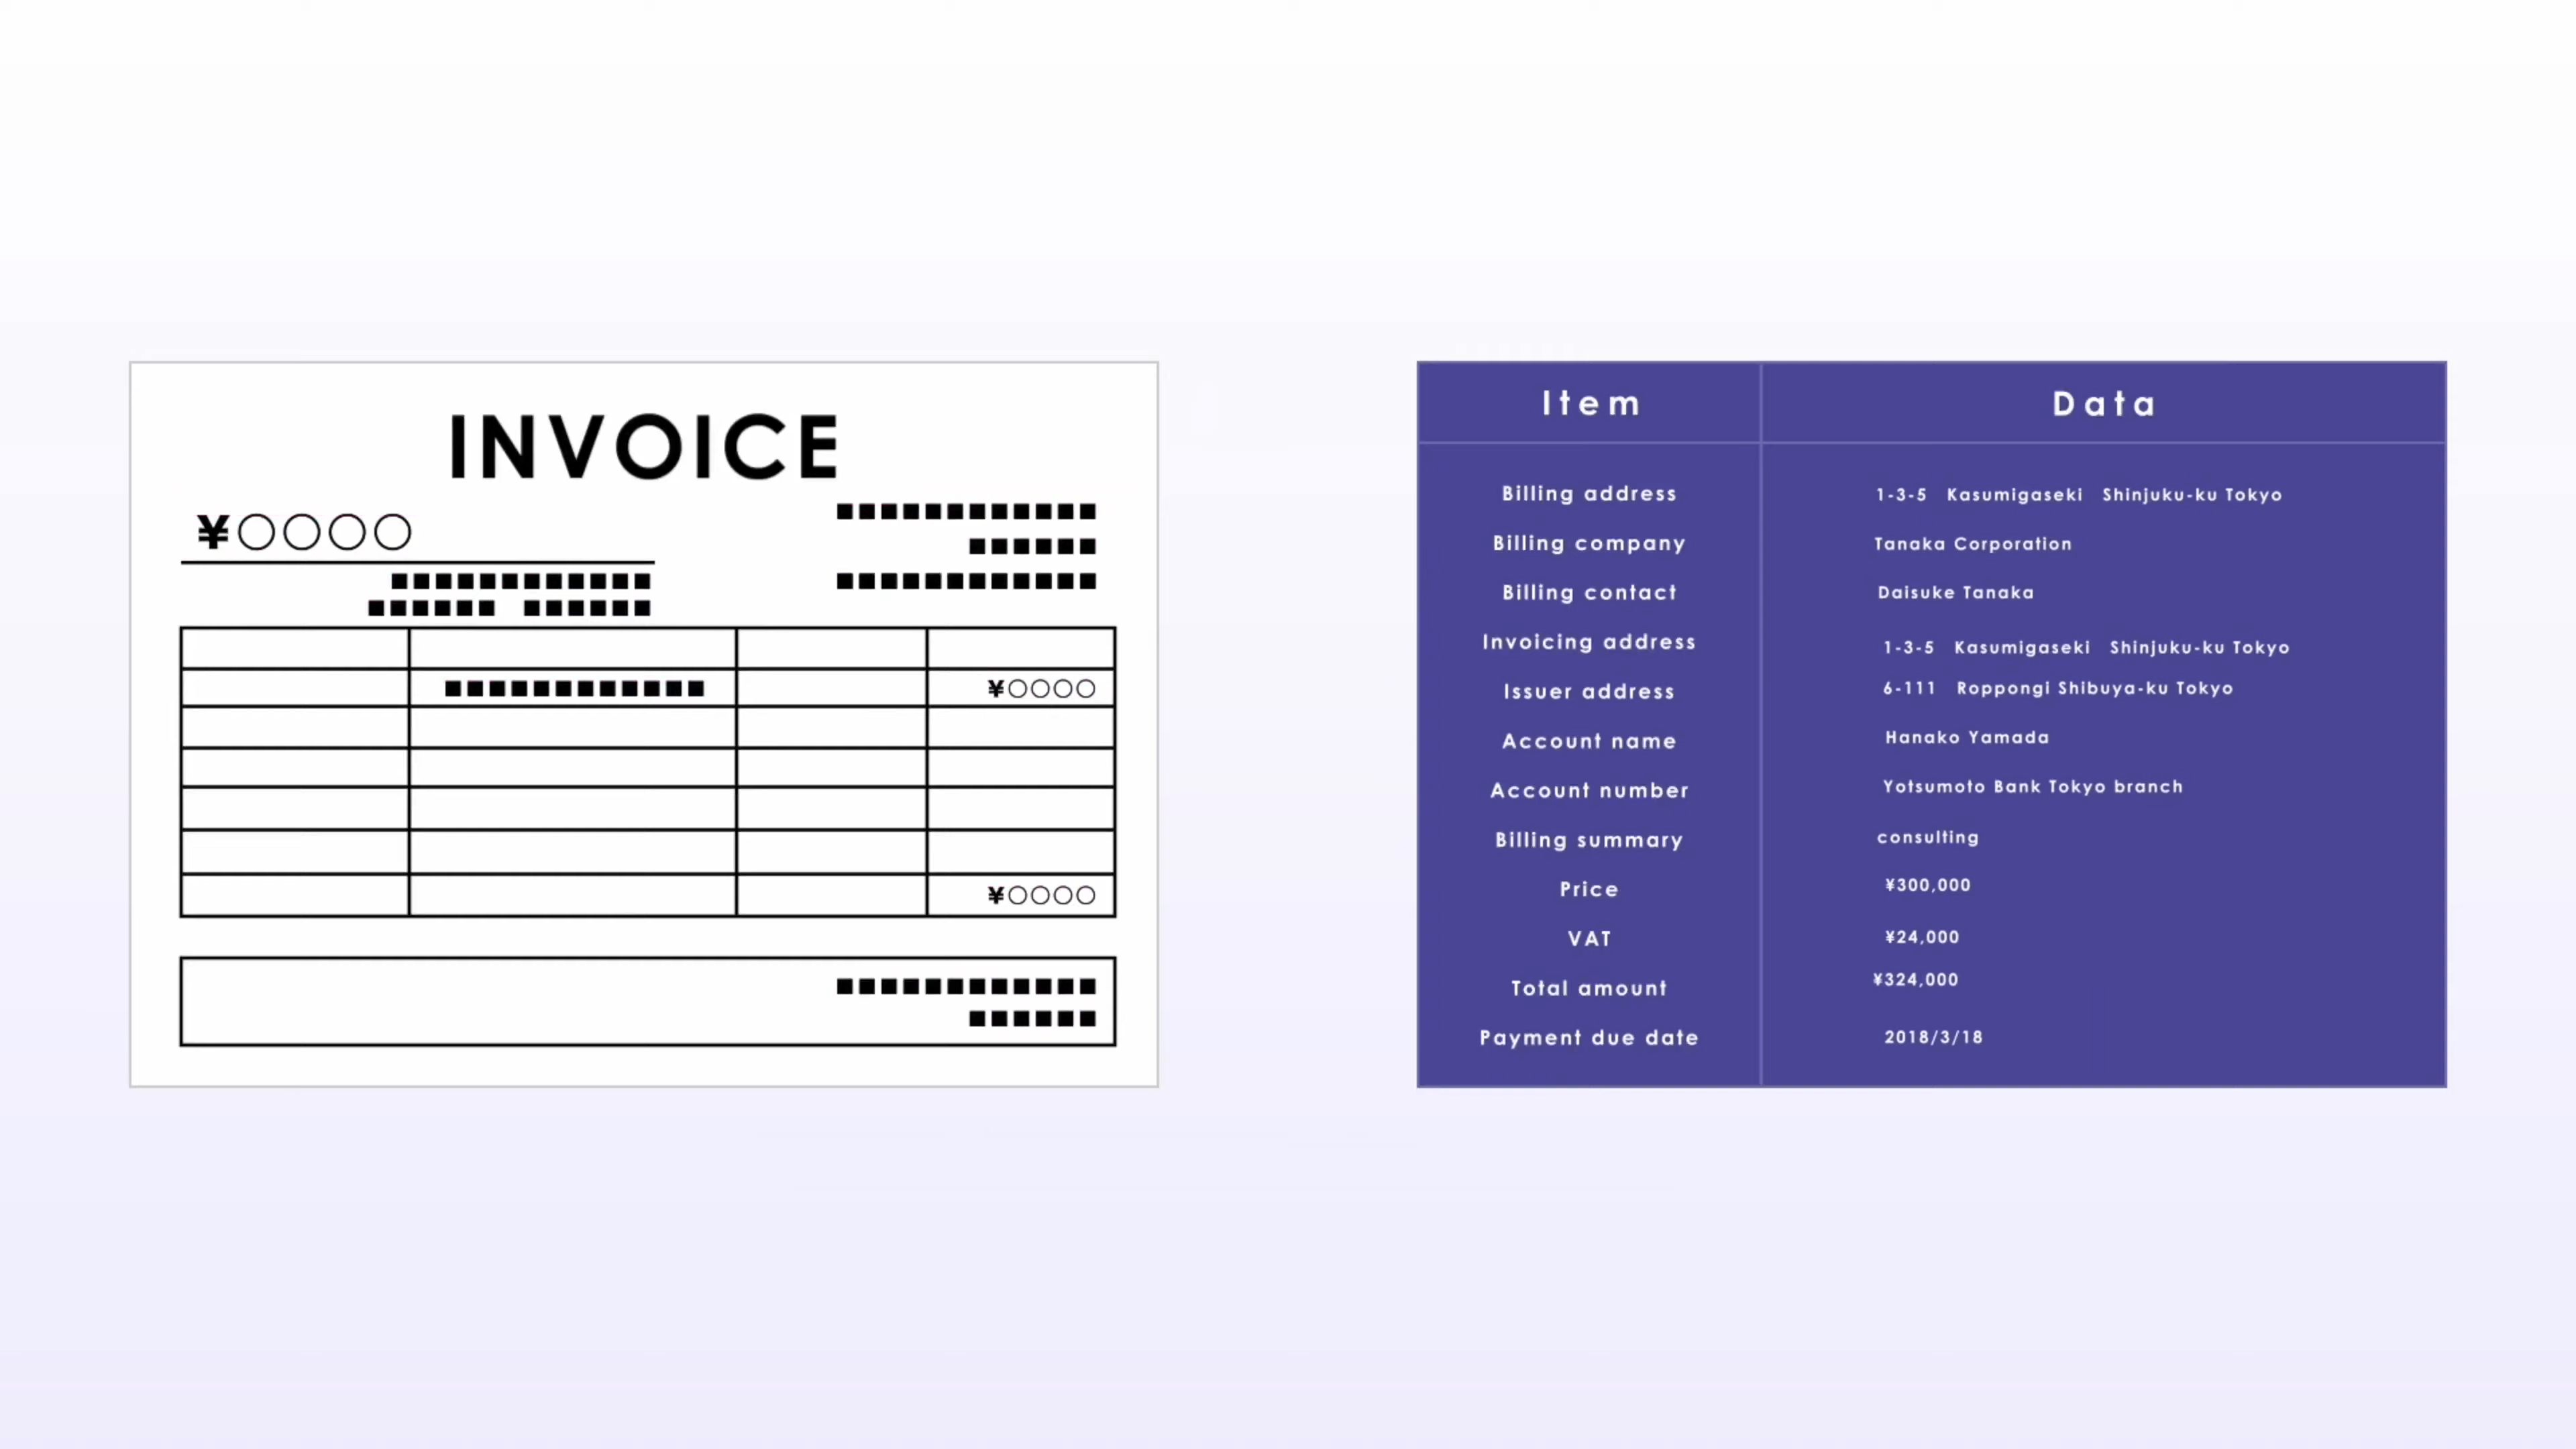 INVOICE
¥○○○○
■■■■■■■■■■■■
■■■■■■
■■■■■■■■■■■■
■■■■■■■■■■■■
■■■■■■ ■■■■■■
■■■■■■■■■■■■ ¥○○○○
¥○○○○
■■■■■■■■■■■■
■■■■■■
Item Data
Billing address 1-3-5 Kasumigaseki Shinjuku-ku Tokyo
Billing company Tanaka Corporation
Billing contact Daisuke Tanaka
Invoicing address 1-3-5 Kasumigaseki Shinjuku-ku Tokyo
Issuer address 6-111 Roppongi Shibuya-ku Tokyo
Account name Hanako Yamada
Account number Yotsumoto Bank Tokyo branch
Billing summary consulting
Price ¥300,000
VAT ¥24,000
Total amount ¥324,000
Payment due date 2018/3/18